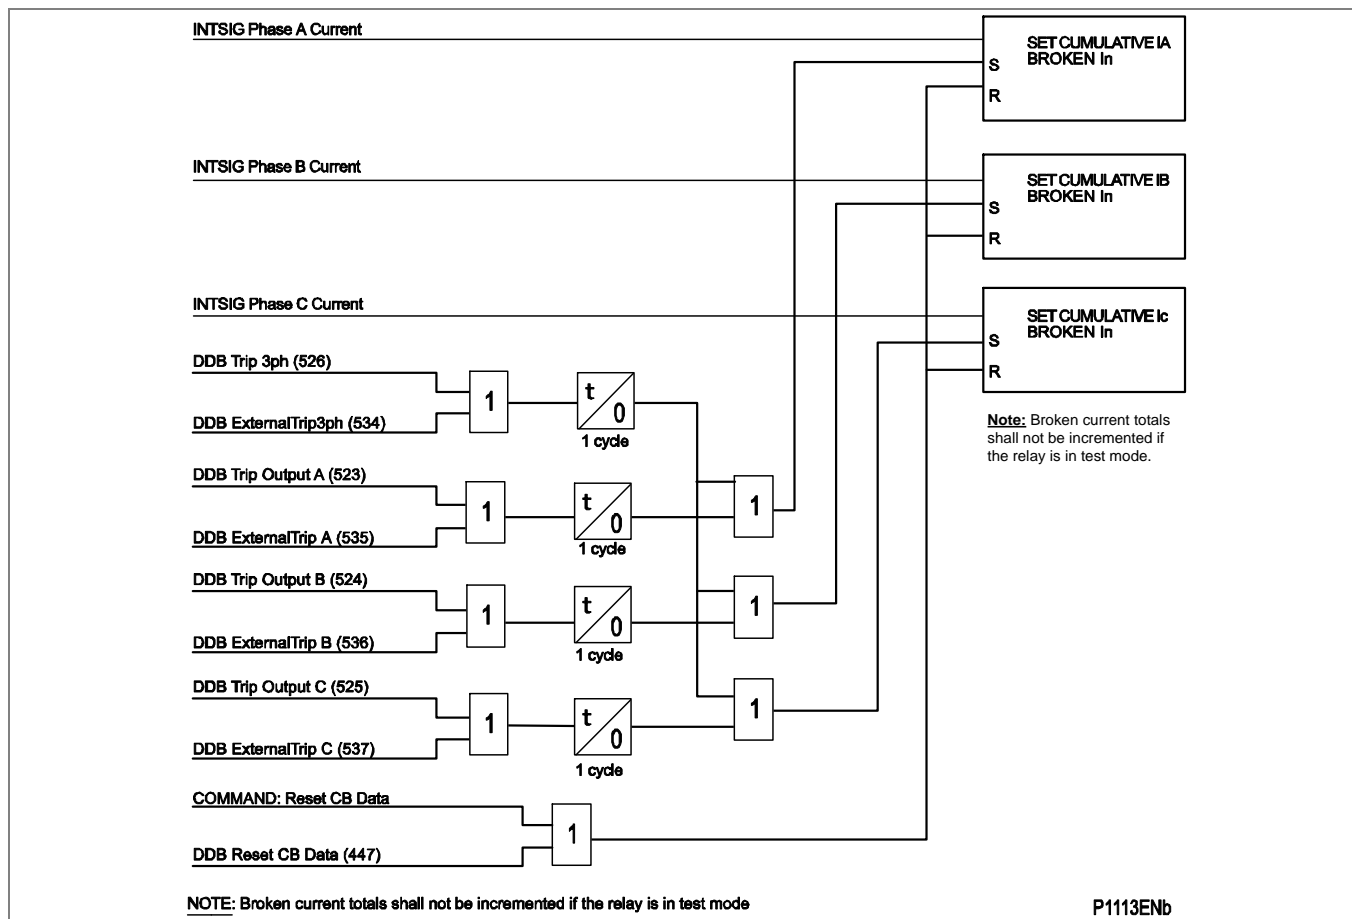 INTSIG Phase A Current
SET CUMULATIVE IA
BROKEN In
S
R
INTSIG Phase B Current
SET CUMULATIVE IB
BROKEN In
S
R
INTSIG Phase C Current
SET CUMULATIVE Ic
BROKEN In
S
R
DDB Trip 3ph (526)
1
t
0
1 cycle
DDB ExternalTrip3ph (534)
Note: Broken current totals
shall not be incremented if
the relay is in test mode.
DDB Trip Output A (523)
1
t
0
1 cycle
1
DDB ExternalTrip A (535)
DDB Trip Output B (524)
1
t
0
1 cycle
1
DDB ExternalTrip B (536)
DDB Trip Output C (525)
1
t
0
1 cycle
1
DDB ExternalTrip C (537)
COMMAND: Reset CB Data
1
DDB Reset CB Data (447)
NOTE: Broken current totals shall not be incremented if the relay is in test mode
P1113ENb